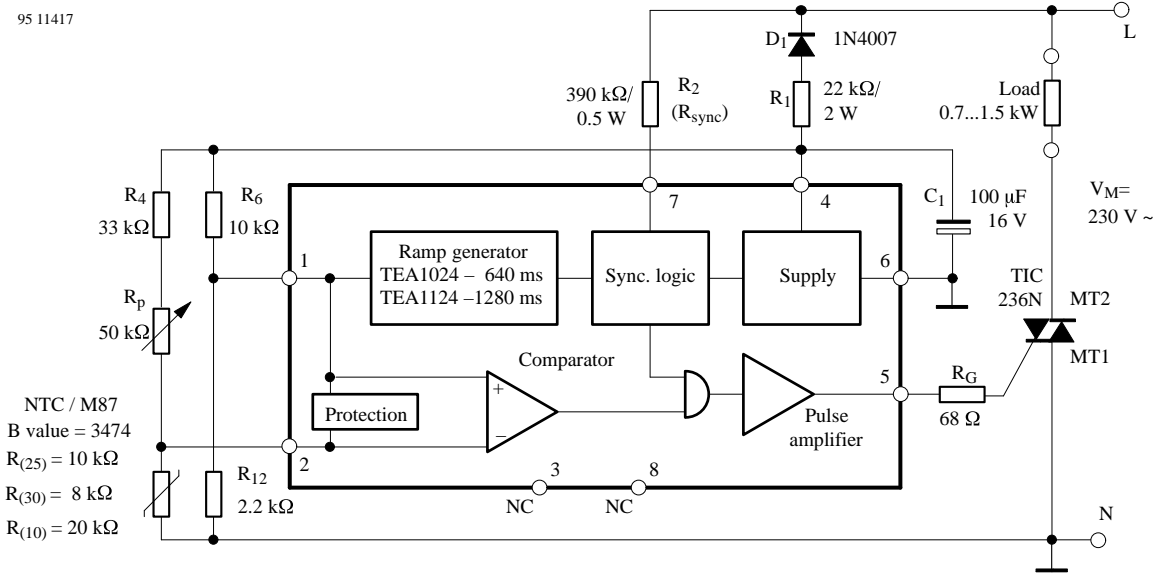 95 11417
L
D1
1N4007
390 kΩ/
0.5 W
R2
(Rsync)
R1
22 kΩ/
2 W
Load
0.7...1.5 kW
R4
33 kΩ
R6
10 kΩ
7
4
C1
100 μF
16 V
VM=
230 V ~
1
Ramp generator
TEA1024 – 640 ms
TEA1124 –1280 ms
Sync. logic
Supply
6
TIC
236N
MT2
MT1
Rp
50 kΩ
Comparator
+
−
Protection
5
RG
68 Ω
Pulse
amplifier
NTC / M87
B value = 3474
R(25) = 10 kΩ
R(30) = 8 kΩ
R(10) = 20 kΩ
2
R12
2.2 kΩ
3
8
NC
NC
N